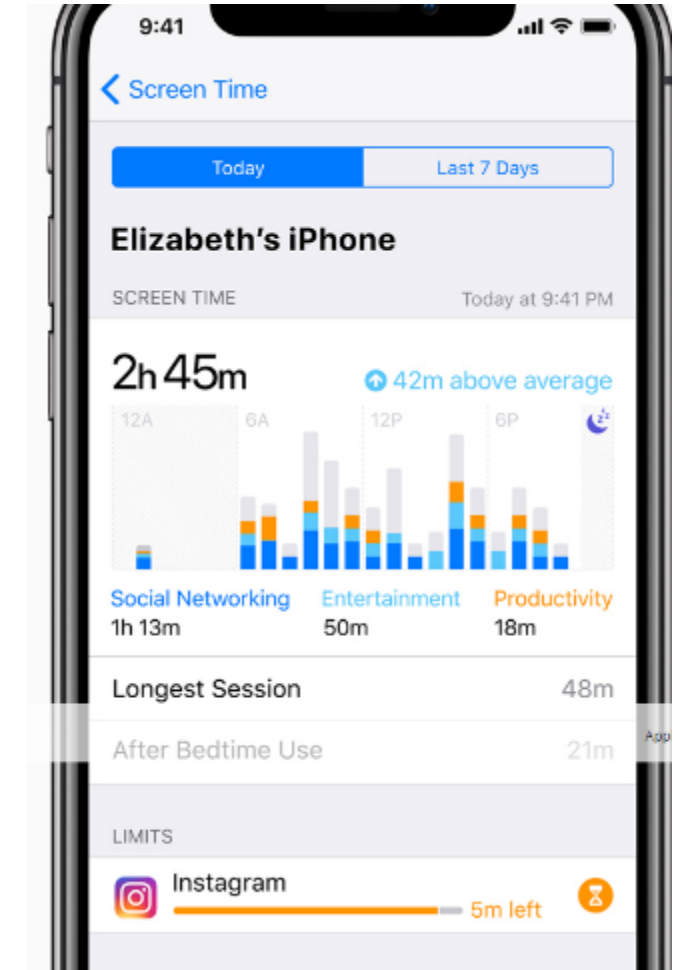 9:41
Screen Time
Today Last 7 Days
Elizabeth's iPhone
SCREEN TIME Today at 9:41 PM
2h 45m 42m above average
12A 6A 12P 6P
Social Networking Entertainment Productivity
1h 13m 50m 18m
Longest Session 48m
After Bedtime Use 21m
App
LIMITS
Instagram
5m left